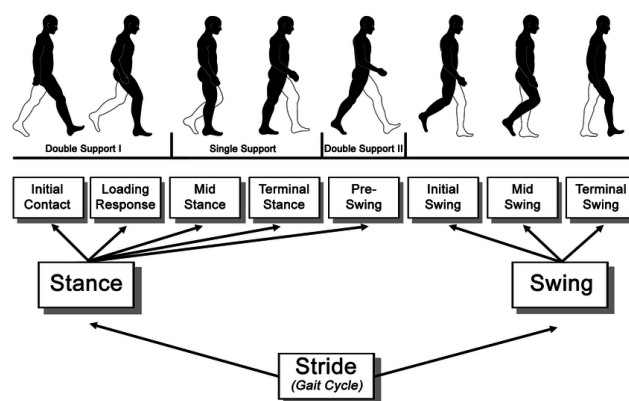 Double Support I
Single Support
Double Support II
Initial
Contact
Loading
Response
Mid
Stance
Terminal
Stance
Pre-
Swing
Initial
Swing
Mid
Swing
Terminal
Swing
Stance
Swing
Stride
(Gait Cycle)